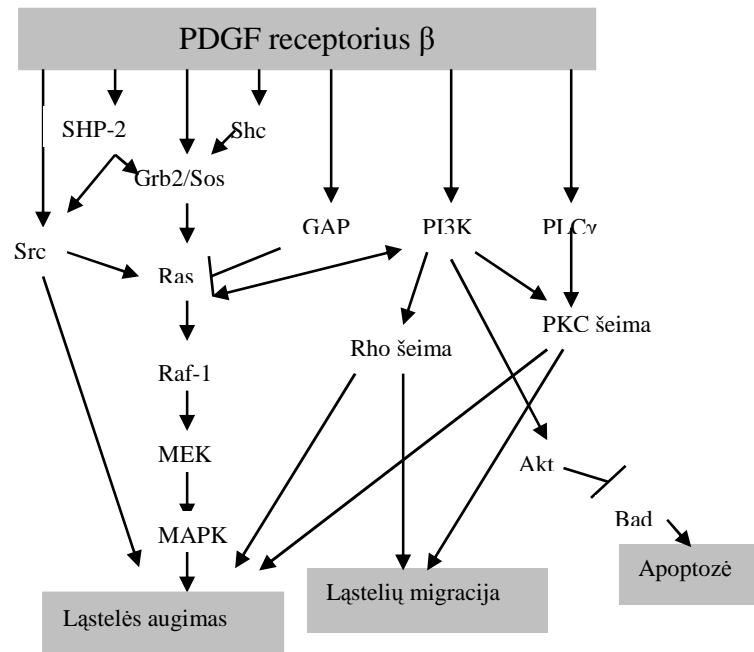 PDGF receptorius β
SHP-2
Shc
Grb2/Sos
GAP
PI3K
PLCγ
Src
Ras
PKC šeima
Rho šeima
Raf-1
MEK
Akt
MAPK
Bad
Apoptozė
Ląstelių migracija
Ląstelės augimas